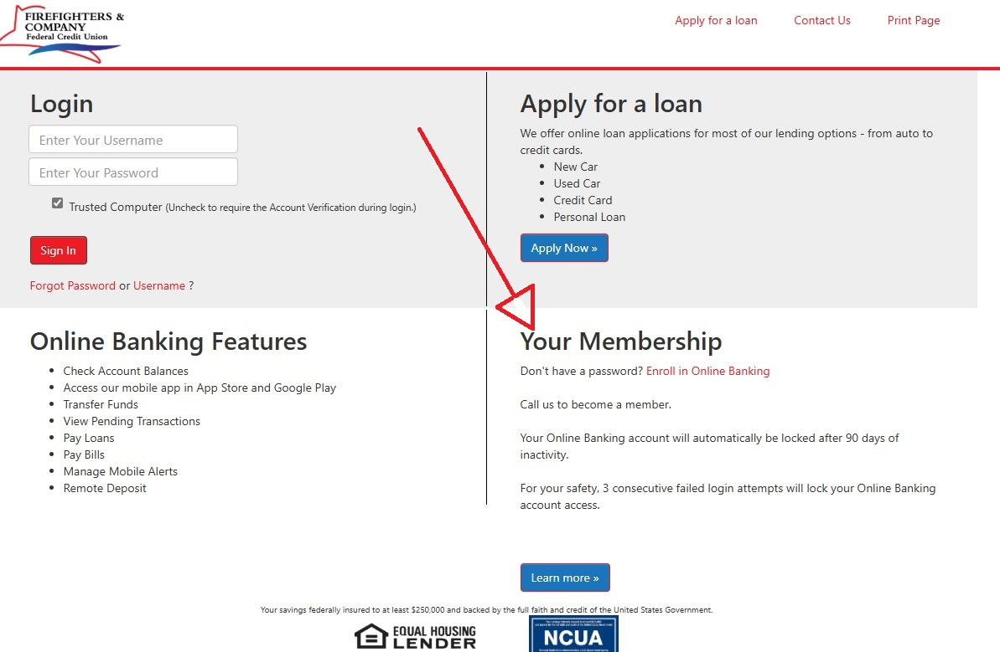 FIREFIGHTERS &
COMPANY
Federal Credit Union
Apply for a loan
Contact Us
Print Page
Login
Enter Your Username
Enter Your Password
Trusted Computer (Uncheck to require the Account Verification during login.)
Sign In
Forgot Password or Username ?
Apply for a loan
We offer online loan applications for most of our lending options - from auto to
credit cards.
New Car
Used Car
Credit Card
Personal Loan
Apply Now »
Online Banking Features
Check Account Balances
Access our mobile app in App Store and Google Play
Transfer Funds
View Pending Transactions
Pay Loans
Pay Bills
Manage Mobile Alerts
Remote Deposit
Your Membership
Don't have a password? Enroll in Online Banking
Call us to become a member.
Your Online Banking account will automatically be locked after 90 days of
inactivity.
For your safety, 3 consecutive failed login attempts will lock your Online Banking
account access.
Learn more »
Your savings federally insured to at least $250,000 and backed by the full faith and credit of the United States Government.
EQUAL HOUSING
LENDER
NCUA